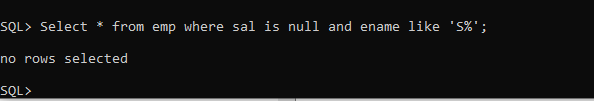 SQL> Select * from emp where sal is null and ename like 'S%';
no rows selected
SQL>